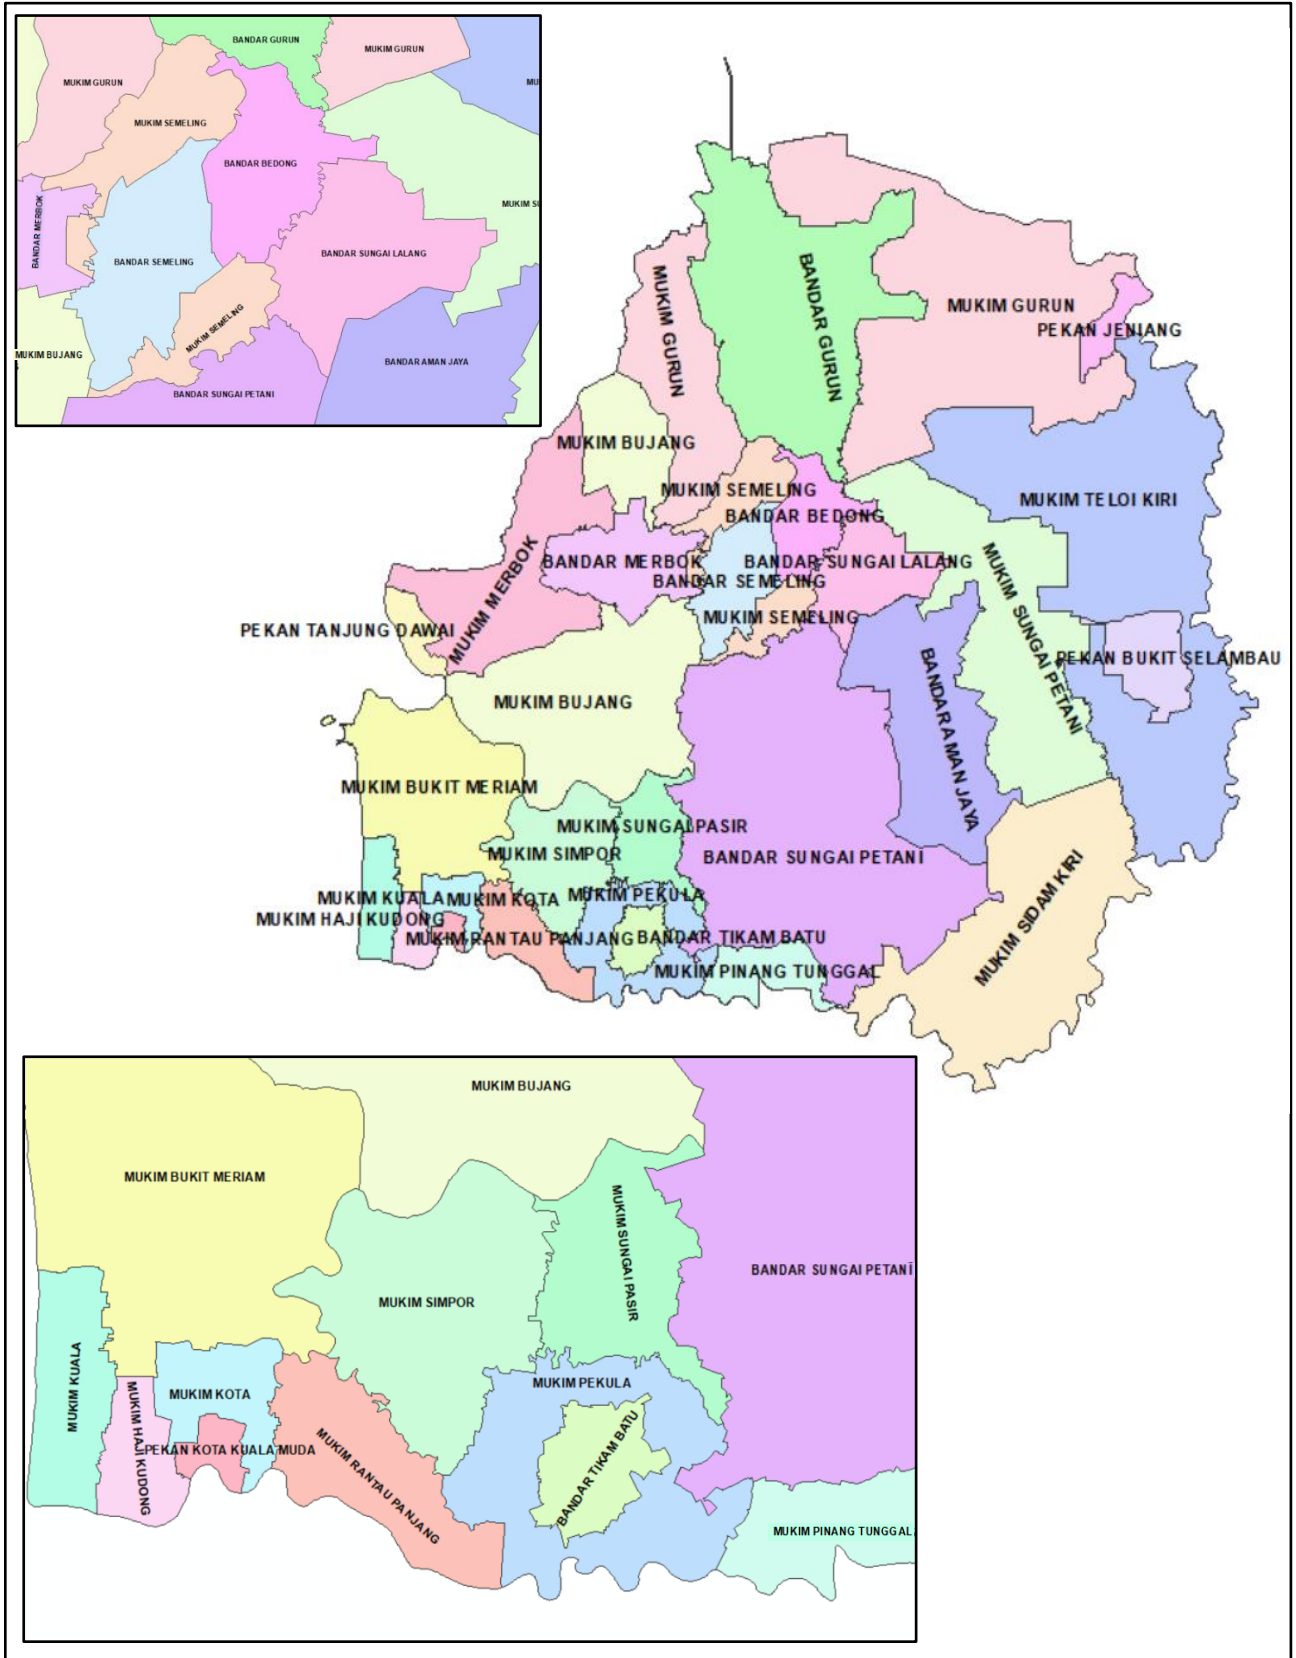 BANDAR GURUN
MUKIM GURUN
MUKIM GURUN
MU
MUKIM SEMELING
BANDAR BEDONG
MUKIM S
BANDAR MERBOK
BANDAR SEMELING
BANDAR SUNGAI LALANG
MUKIM SEMELING
MUKIM BUJANG
BANDAR AMAN JAYA
BANDAR SUNGAI PETANI
MUKIM GURUN
BANDAR GURUN
MUKIM GURUN
PEKAN JENIANG
MUKIM BUJANG
MUKIM SEMELING
MUKIM TELOI KIRI
BANDAR BEDONG
MUKIM MERBOK
BANDAR MERBOK
BANDAR SUNGAI LALANG
BANDAR SEMELING
MUKIM SUNGAI PETANI
MUKIM SEMELING
PEKAN TANJUNG DAWAI
PEKAN BUKIT SELAMBAU
MUKIM BUJANG
BANDAR AMAN JAYA
MUKIM BUKIT MERIAM
MUKIM SUNGAI PASIR
MUKIM SIMPOR
BANDAR SUNGAI PETANI
MUKIM KUALA
MUKIM KOTA
MUKIM PEKULA
MUKIM HAJI KUDONG
MUKIM RANTAU PANJANG
BANDAR TIKAM BATU
MUKIM SIDAM KIRI
MUKIM PINANG TUNGGAL
MUKIM BUJANG
MUKIM BUKIT MERIAM
MUKIM SUNGAI PASIR
BANDAR SUNGAI PETANI
MUKIM SIMPOR
MUKIM KUALA
MUKIM KOTA
MUKIM PEKULA
MUKIM HAJI KUDONG
PEKAN KOTA KUALA MUDA
MUKIM RANTAU PANJANG
BANDAR TIKAM BATU
MUKIM PINANG TUNGGAL